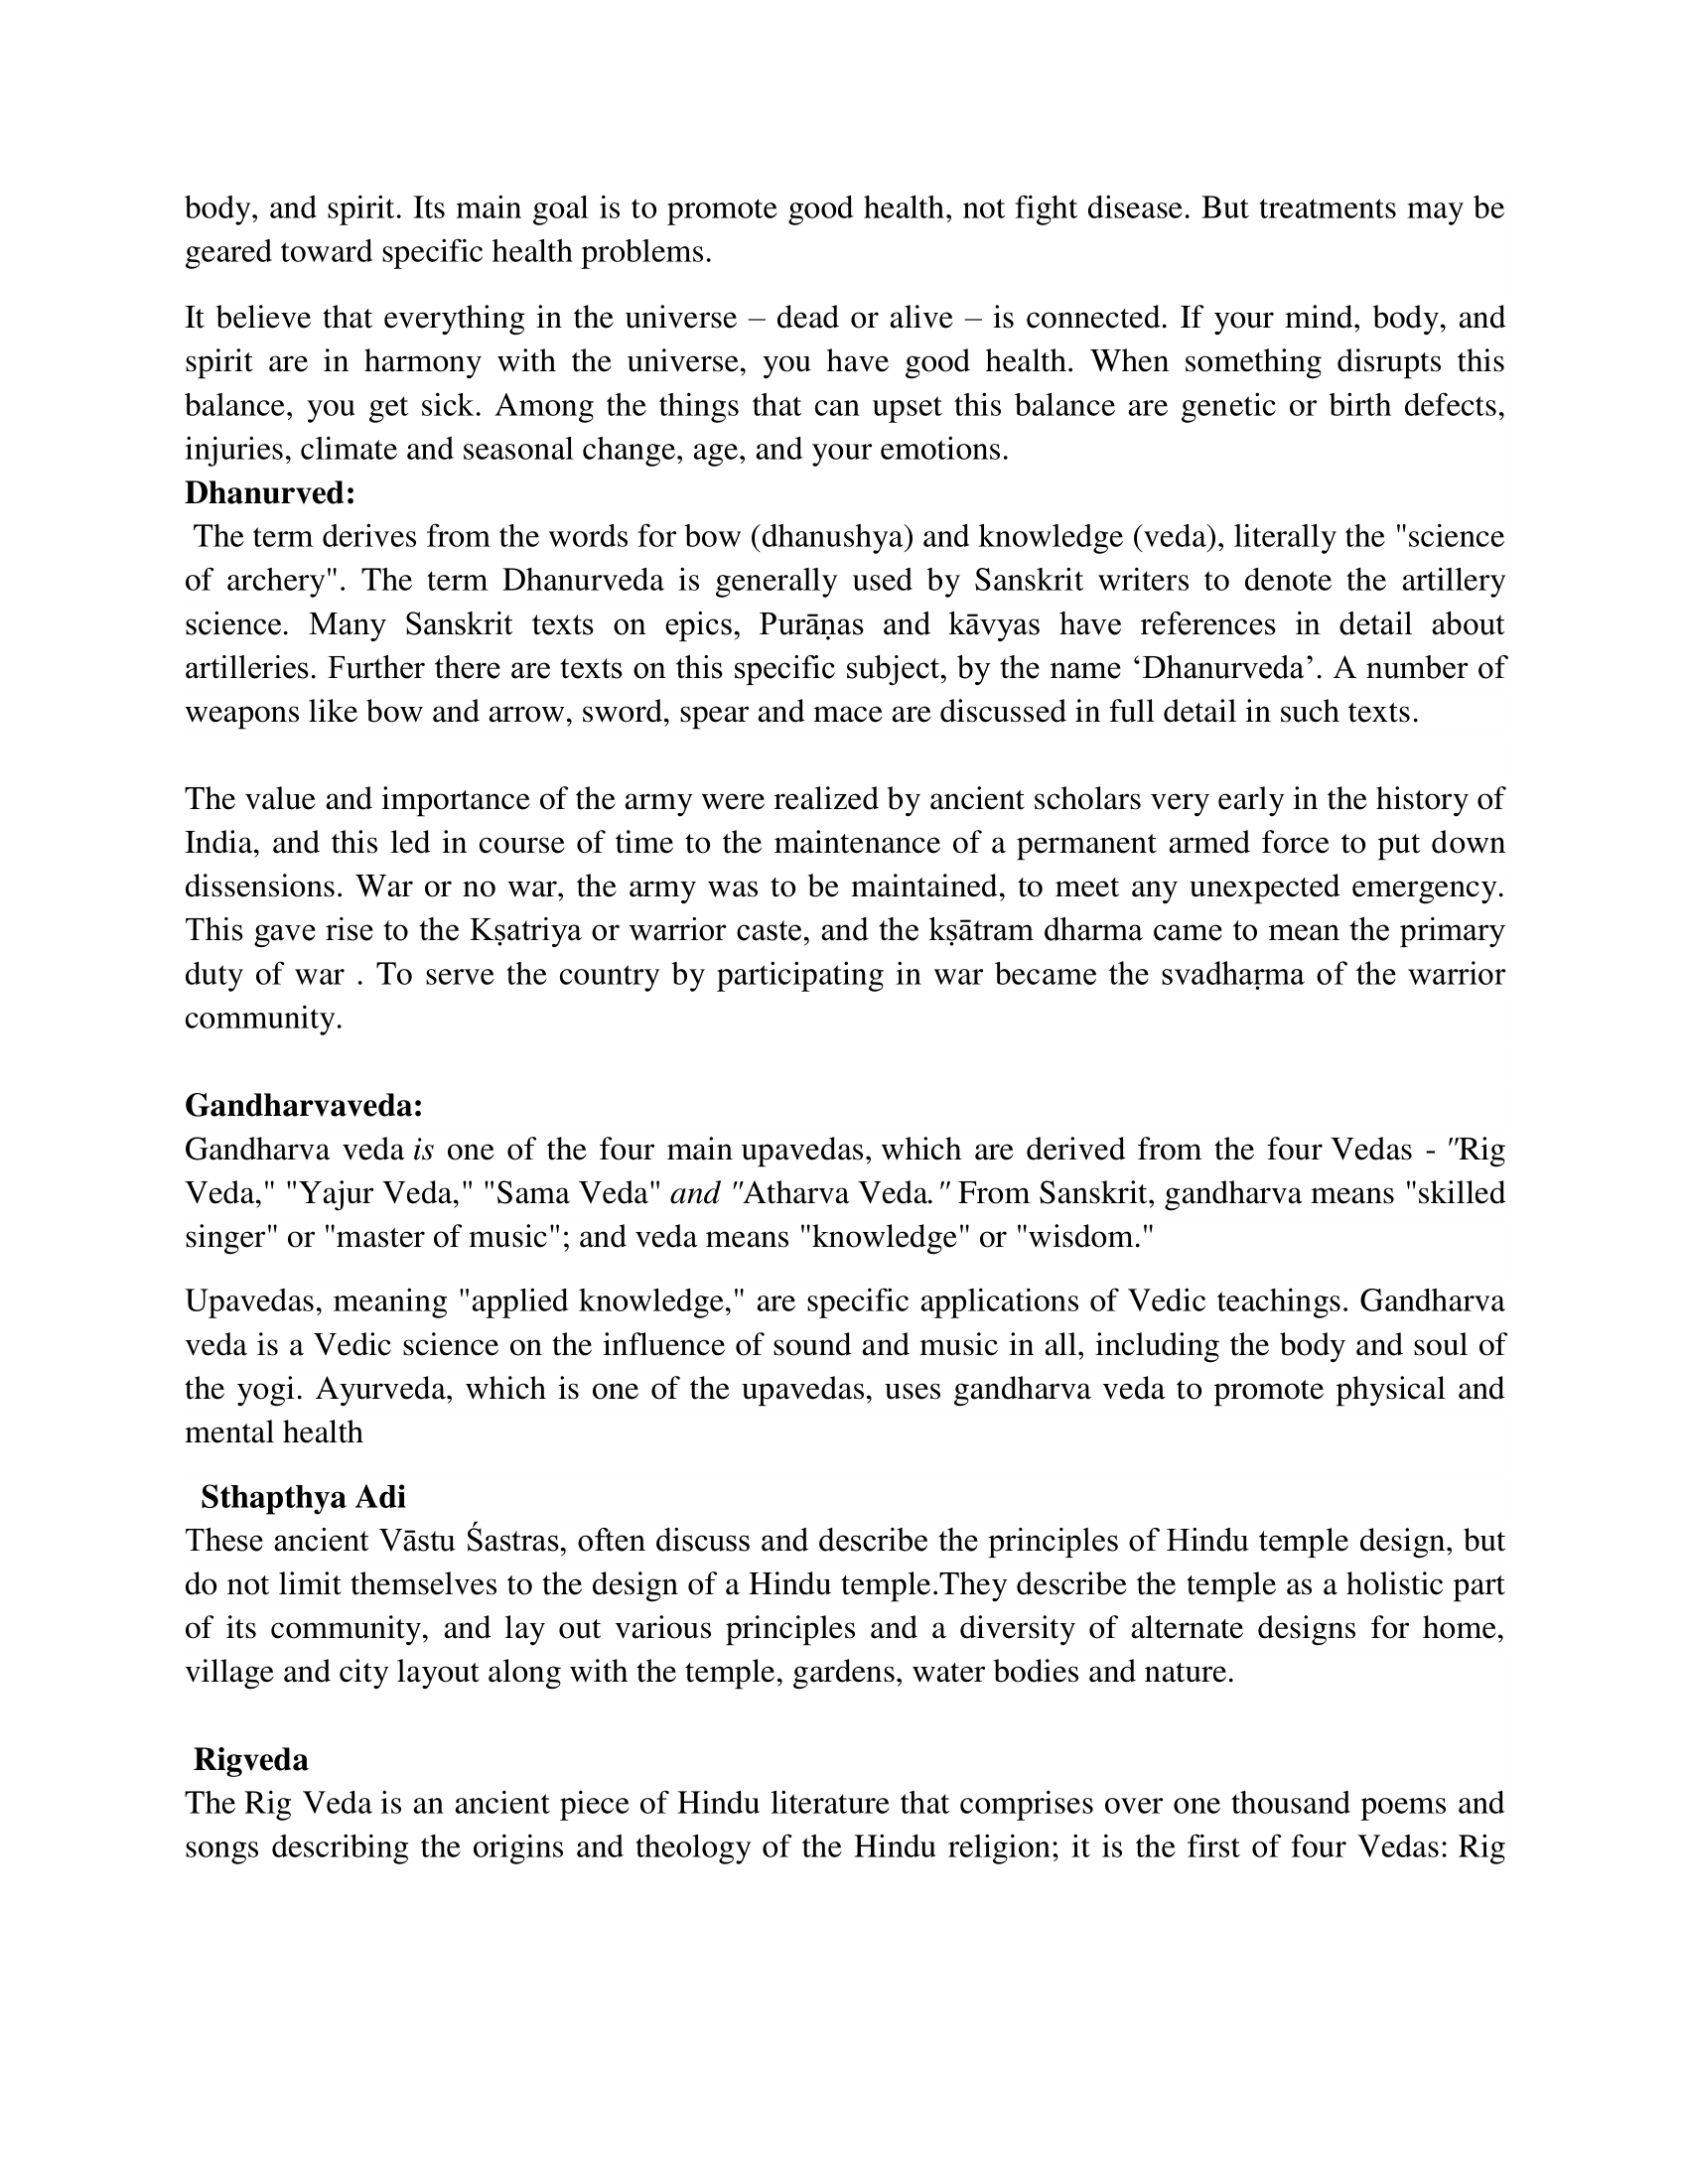 body, and spirit. Its main goal is to promote good health, not fight disease. But treatments may be
geared toward specific health problems.
It believe that everything in the universe – dead or alive – is connected. If your mind, body, and
spirit are in harmony with the universe, you have good health. When something disrupts this
balance, you get sick. Among the things that can upset this balance are genetic or birth defects,
injuries, climate and seasonal change, age, and your emotions.
Dhanurved:
The term derives from the words for bow (dhanushya) and knowledge (veda), literally the "science
of archery". The term Dhanurveda is generally used by Sanskrit writers to denote the artillery
science. Many Sanskrit texts on epics, Purāṇas and kāvyas have references in detail about
artilleries. Further there are texts on this specific subject, by the name ‘Dhanurveda’. A number of
weapons like bow and arrow, sword, spear and mace are discussed in full detail in such texts.
The value and importance of the army were realized by ancient scholars very early in the history of
India, and this led in course of time to the maintenance of a permanent armed force to put down
dissensions. War or no war, the army was to be maintained, to meet any unexpected emergency.
This gave rise to the Kṣatriya or warrior caste, and the kṣātram dharma came to mean the primary
duty of war . To serve the country by participating in war became the svadhaṛma of the warrior
community.
Gandharvaveda:
Gandharva veda is one of the four main upavedas, which are derived from the four Vedas - "Rig
Veda," "Yajur Veda," "Sama Veda" and "Atharva Veda." From Sanskrit, gandharva means "skilled
singer" or "master of music"; and veda means "knowledge" or "wisdom."
Upavedas, meaning "applied knowledge," are specific applications of Vedic teachings. Gandharva
veda is a Vedic science on the influence of sound and music in all, including the body and soul of
the yogi. Ayurveda, which is one of the upavedas, uses gandharva veda to promote physical and
mental health
Sthapthya Adi
These ancient Vāstu Śastras, often discuss and describe the principles of Hindu temple design, but
do not limit themselves to the design of a Hindu temple.They describe the temple as a holistic part
of its community, and lay out various principles and a diversity of alternate designs for home,
village and city layout along with the temple, gardens, water bodies and nature.
Rigveda
The Rig Veda is an ancient piece of Hindu literature that comprises over one thousand poems and
songs describing the origins and theology of the Hindu religion; it is the first of four Vedas: Rig